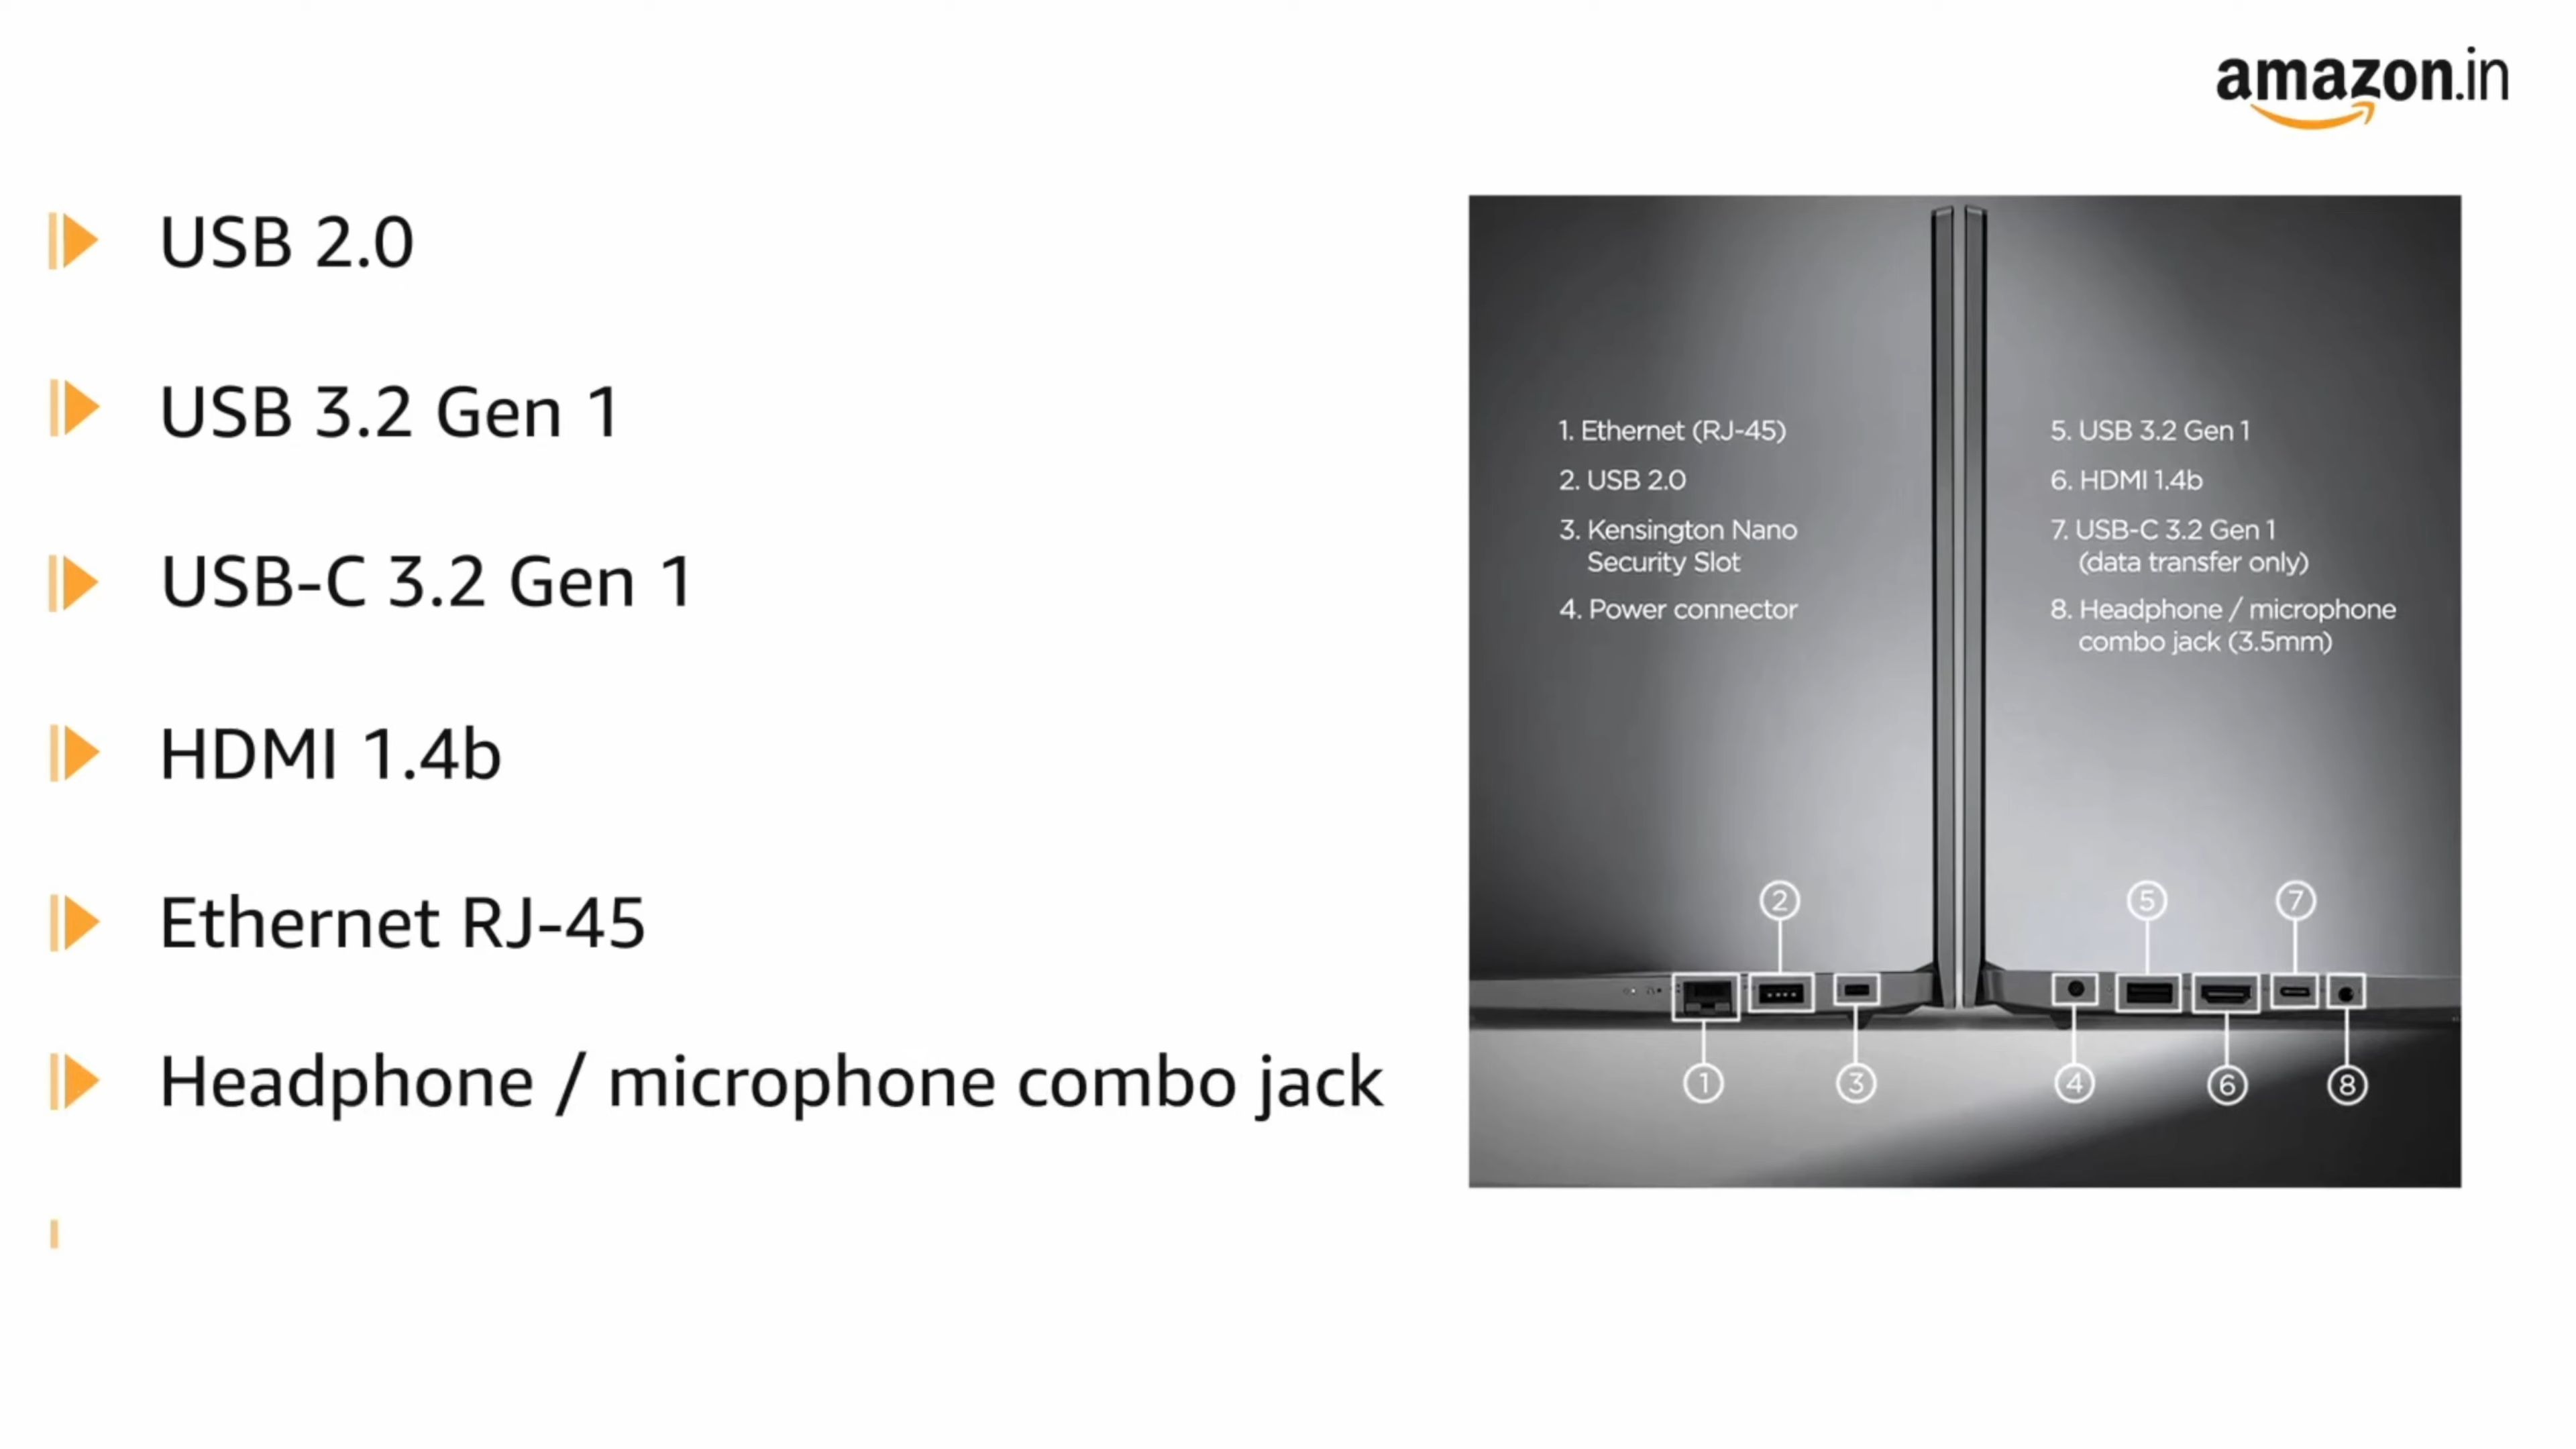 amazon.in
USB 2.0
USB 3.2 Gen 1
USB-C 3.2 Gen 1
HDMI 1.4b
Ethernet RJ-45
Headphone / microphone combo jack
1. Ethernet (RJ-45)
2. USB 2.0
3. Kensington Nano
Security Slot
4. Power connector
5. USB 3.2 Gen 1
6. HDMI 1.4b
7. USB-C 3.2 Gen 1
(data transfer only)
8. Headphone / microphone
combo jack (3.5mm)
2
5
7
1
3
4
6
8